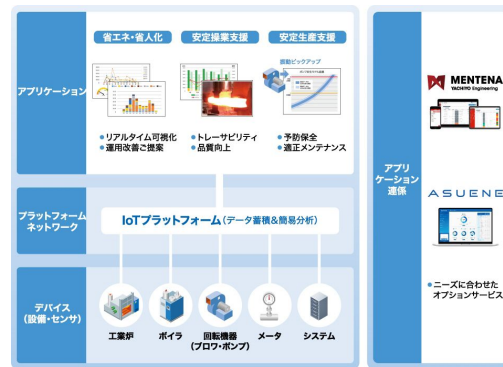 アプリケーション
省エネ・省人化
安定操業支援
安定生産支援
振動ピックアップ
●リアルタイム可視化
●運用改善ご提案
●トレーサビリティ
●品質向上
●予防保全
●適正メンテナンス
プラットフォーム
ネットワーク
IoTプラットフォーム(データ蓄積&簡易分析)
デバイス
(設備・センサ)
工業炉
ボイラ
回転機器
(ブロワ・ポンプ)
メータ
システム
アプリ
ケーション
連係
MENTENA
YACHIYO Engineering
ASUENE
●ニーズに合わせた
オプションサービス